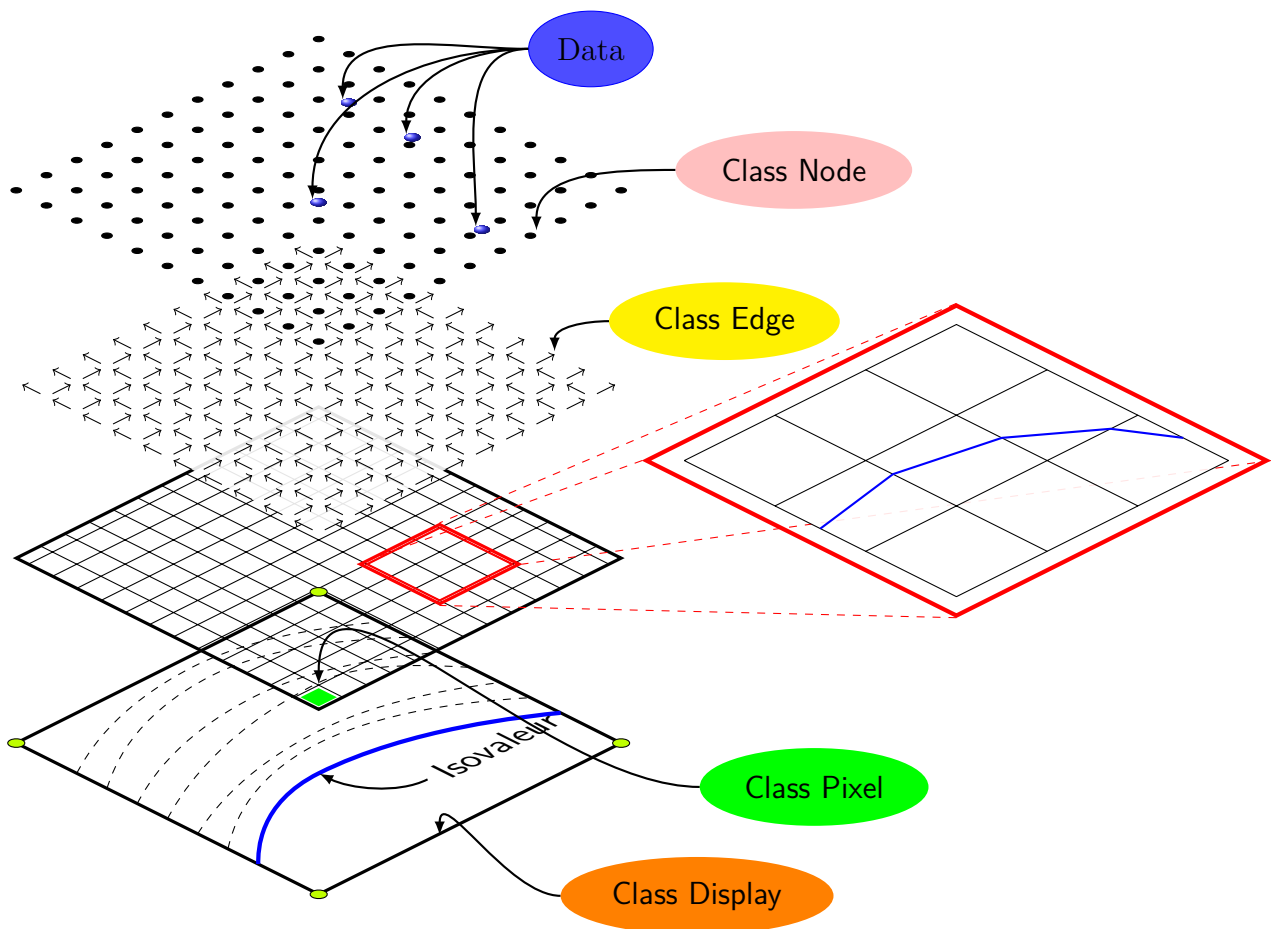 Data
Class Node
Class Edge
Isovaleur
Class Pixel
Class Display